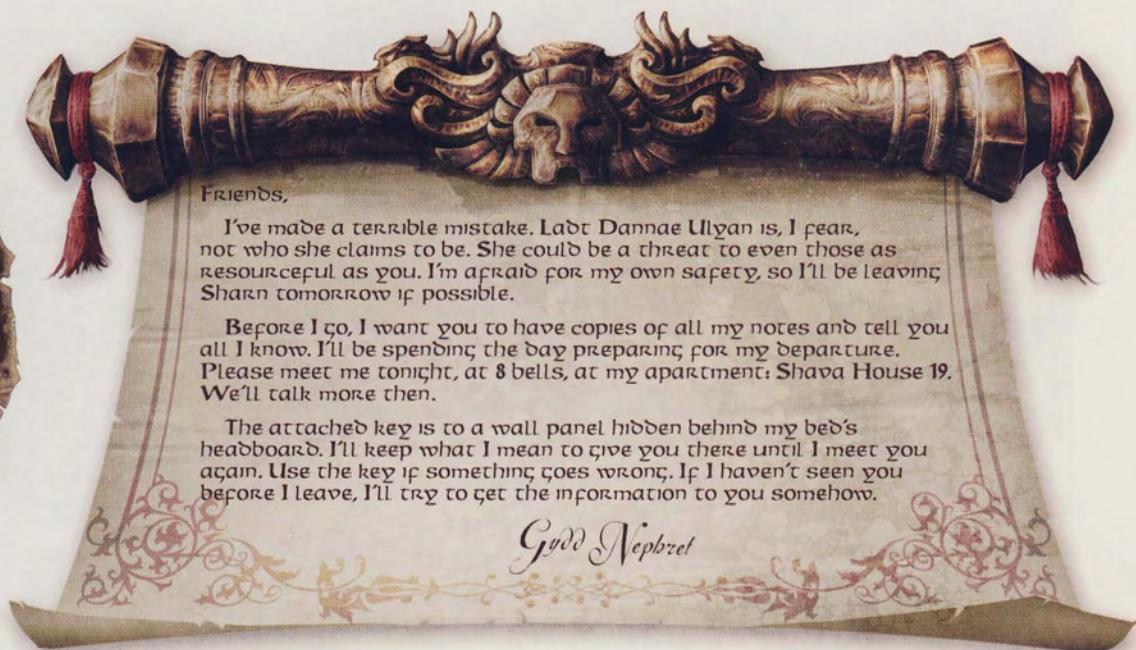 Friends,
I've made a terrible mistake. Ladt Dannae Ulyan is, I fear,
not who she claims to be. She could be a threat to even those as
resourceful as you. I'm afraid for my own safety, so I'll be leaving
Sharn tomorrow if possible.
Before I go, I want you to have copies of all my notes and tell you
all I know. I'll be spending the day preparing for my departure.
Please meet me tonight, at 8 bells, at my apartment: Shava House 19.
We'll talk more then.
The attached key is to a wall panel hidden behind my bed's
headboard. I'll keep what I mean to give you there until I meet you
again. Use the key if something goes wrong. If I haven't seen you
before I leave, I'll try to get the information to you somehow.
Gydd Nephret